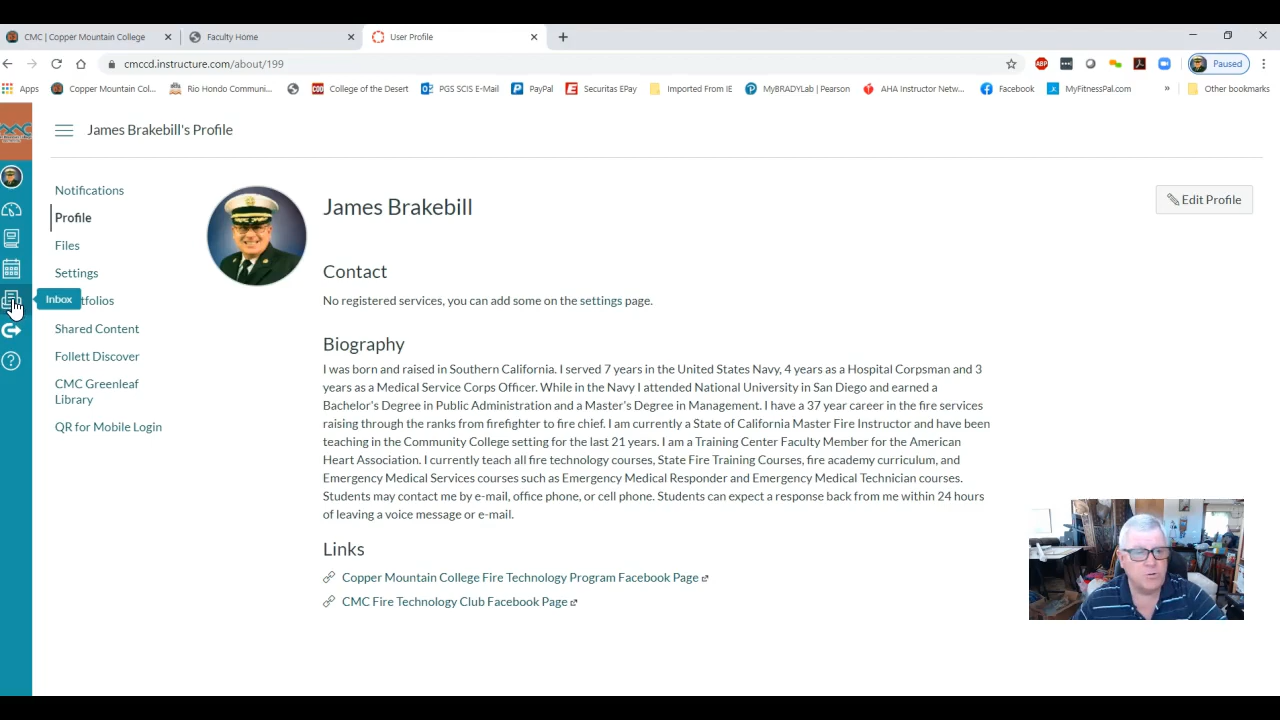 CMC | Copper Mountain College
Faculty Home
User Profile
cmccd.instructure.com/about/199
Paused
Apps
Copper Mountain Col...
Rio Hondo Communi...
College of the Desert
PGS SCIS E-Mail
PayPal
Securitas EPay
Imported From IE
MyBRADYLab | Pearson
AHA Instructor Netw...
Facebook
MyFitnessPal.com
»
Other bookmarks
James Brakebill's Profile
Notifications
Profile
Files
Settings
Inbox
tfolios
Shared Content
Follett Discover
CMC Greenleaf
Library
QR for Mobile Login
James Brakebill
Edit Profile
Contact
No registered services, you can add some on the settings page.
Biography
I was born and raised in Southern California. I served 7 years in the United States Navy, 4 years as a Hospital Corpsman and 3
years as a Medical Service Corps Officer. While in the Navy I attended National University in San Diego and earned a
Bachelor's Degree in Public Administration and a Master's Degree in Management. I have a 37 year career in the fire services
raising through the ranks from firefighter to fire chief. I am currently a State of California Master Fire Instructor and have been
teaching in the Community College setting for the last 21 years. I am a Training Center Faculty Member for the American
Heart Association. I currently teach all fire technology courses, State Fire Training Courses, fire academy curriculum, and
Emergency Medical Services courses such as Emergency Medical Responder and Emergency Medical Technician courses.
Students may contact me by e-mail, office phone, or cell phone. Students can expect a response back from me within 24 hours
of leaving a voice message or e-mail.
Links
Copper Mountain College Fire Technology Program Facebook Page
CMC Fire Technology Club Facebook Page